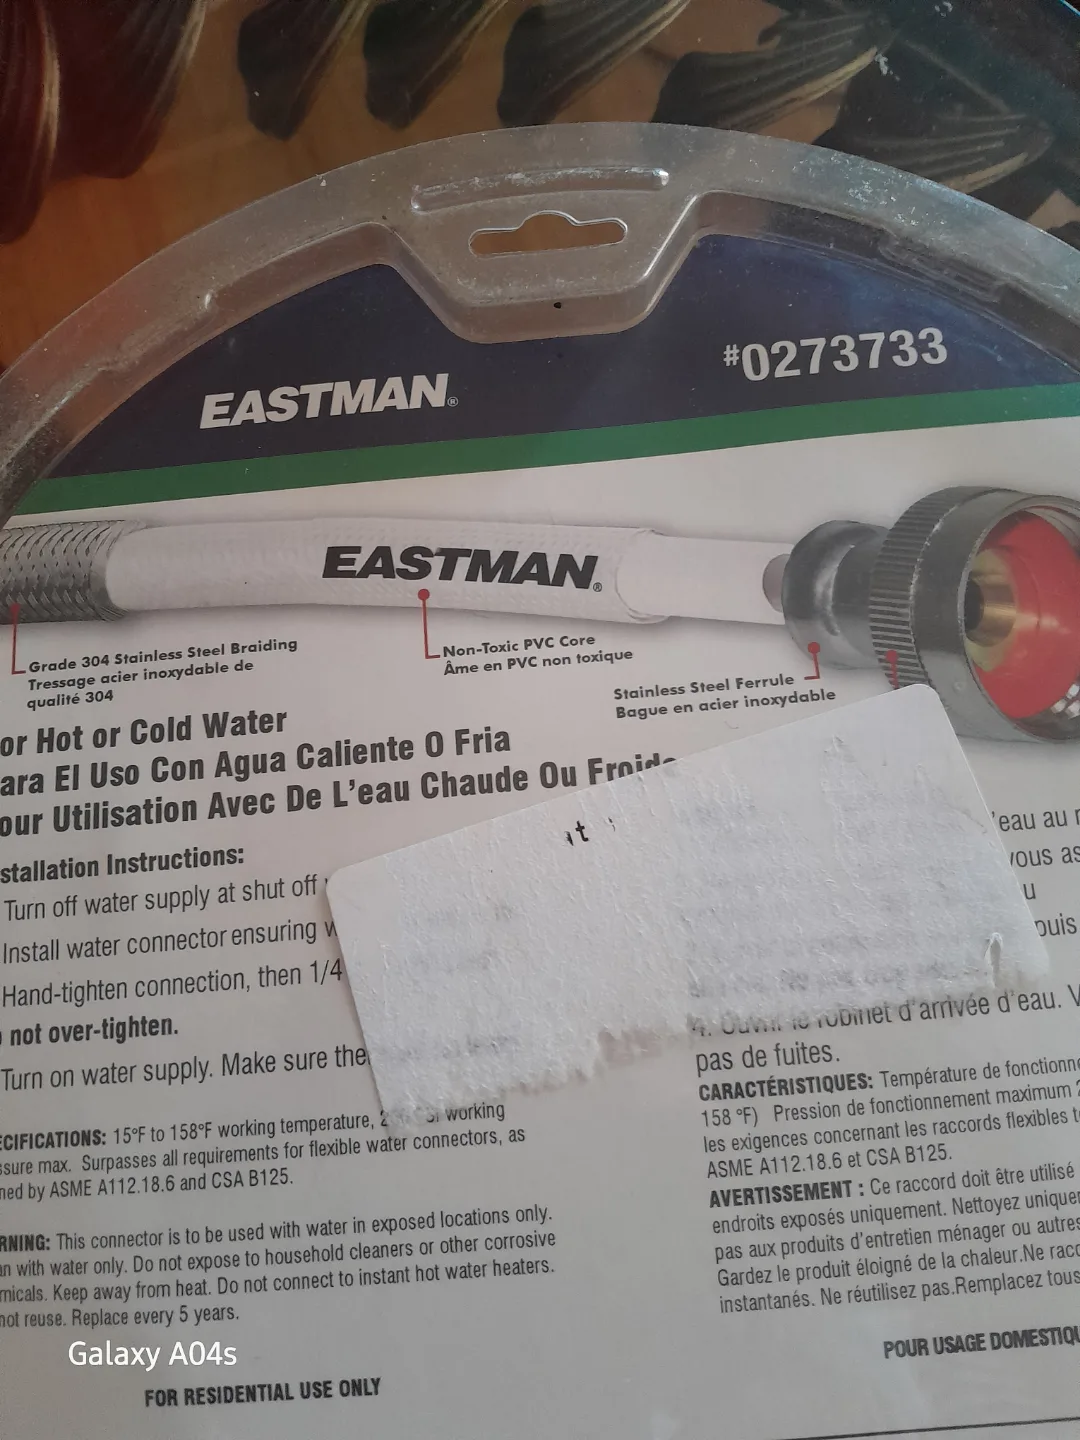 #0273733
EASTMAN®
EASTMAN®
Grade 304 Stainless Steel Braiding
Tressage acier inoxydable de
qualité 304
Non-Toxic PVC Core
Âme en PVC non toxique
Stainless Steel Ferrule
Bague en acier inoxydable
or Hot or Cold Water
ara El Uso Con Agua Caliente O Fria
our Utilisation Avec De L'eau Chaude Ou Froide
stallation Instructions:
Turn off water supply at shut off
Install water connector ensuring w
Hand-tighten connection, then 1/4
not over-tighten.
Turn on water supply. Make sure the
ECIFICATIONS: 15°F to 158°F working temperature, working
ssure max. Surpasses all requirements for flexible water connectors, as
ned by ASME A112.18.6 and CSA B125.
RNING: This connector is to be used with water in exposed locations only.
an with water only. Do not expose to household cleaners or other corrosive
micals. Keep away from heat. Do not connect to instant hot water heaters.
not reuse. Replace every 5 years.
FOR RESIDENTIAL USE ONLY
t
'eau au
vous as
u
puis
4. Ouvrir le robinet d'arrivée d'eau. V
pas de fuites.
CARACTÉRISTIQUES: Température de fonctionne
158 °F) Pression de fonctionnement maximum 2
les exigences concernant les raccords flexibles t
ASME A112.18.6 et CSA B125.
AVERTISSEMENT : Ce raccord doit être utilisé
endroits exposés uniquement. Nettoyez unique
pas aux produits d'entretien ménager ou autres
Gardez le produit éloigné de la chaleur.Ne racc
instantanés. Ne réutilisez pas.Remplacez tous
POUR USAGE DOMESTIQU
Galaxy A04s